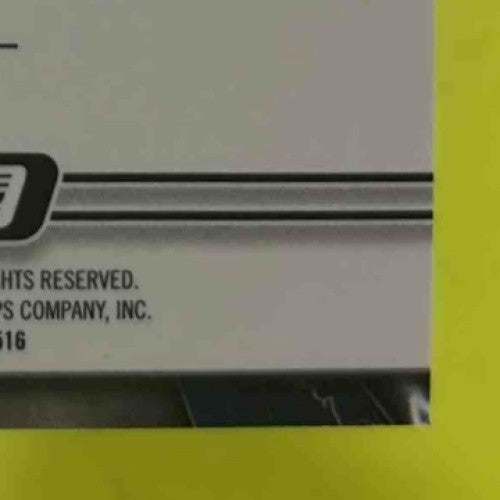 HTS RESERVED.
PS COMPANY, INC.
516